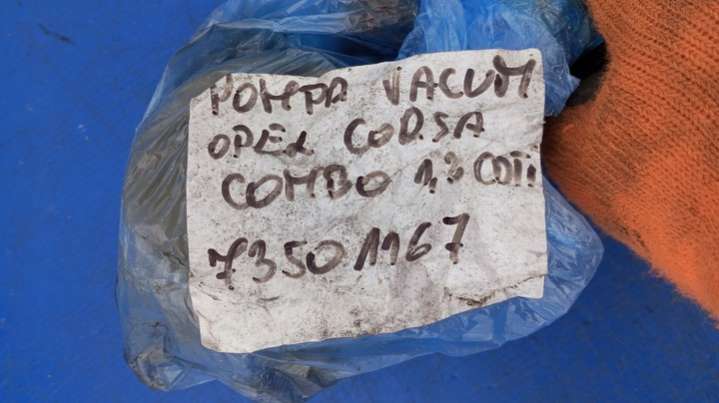 POMPA VACUM
OPEL CORSA
COMBO 1,3 CDTI
73501167